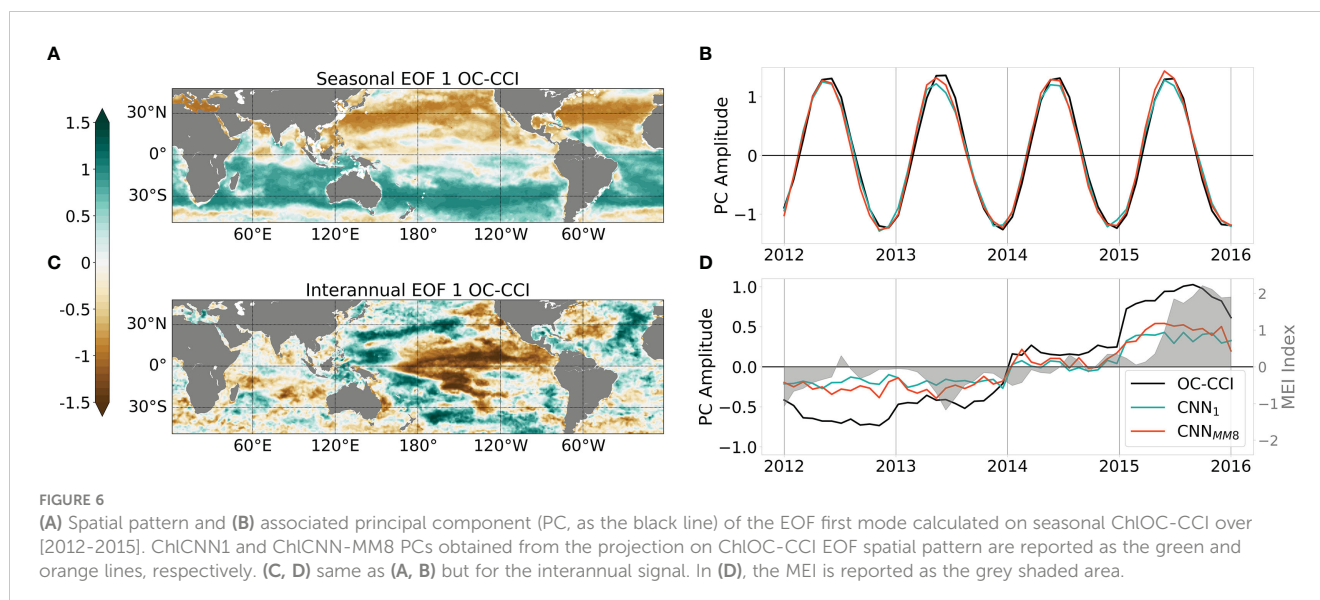 A
Seasonal EOF 1 OC-CCI
1.5
1
0.5
0
-0.5
-1
-1.5
30°N
0°
30°S
60°E 120°E 180° 120°W 60°W
B
PC Amplitude
1
0
−1
2012 2013 2014 2015 2016
C
Interannual EOF 1 OC-CCI
30°N
0°
30°S
60°E 120°E 180° 120°W 60°W
D
PC Amplitude
1.0
0.5
0.0
−0.5
−1.0
2
1
0
−1
−2
MEI Index
OC-CCI
CNN1
CNNMM8
2012 2013 2014 2015 2016
FIGURE 6
(A) Spatial pattern and (B) associated principal component (PC, as the black line) of the EOF first mode calculated on seasonal ChlOC-CCI over
[2012-2015]. ChlCNN1 and ChlCNN-MM8 PCs obtained from the projection on ChlOC-CCI EOF spatial pattern are reported as the green and
orange lines, respectively. (C, D) same as (A, B) but for the interannual signal. In (D), the MEI is reported as the grey shaded area.